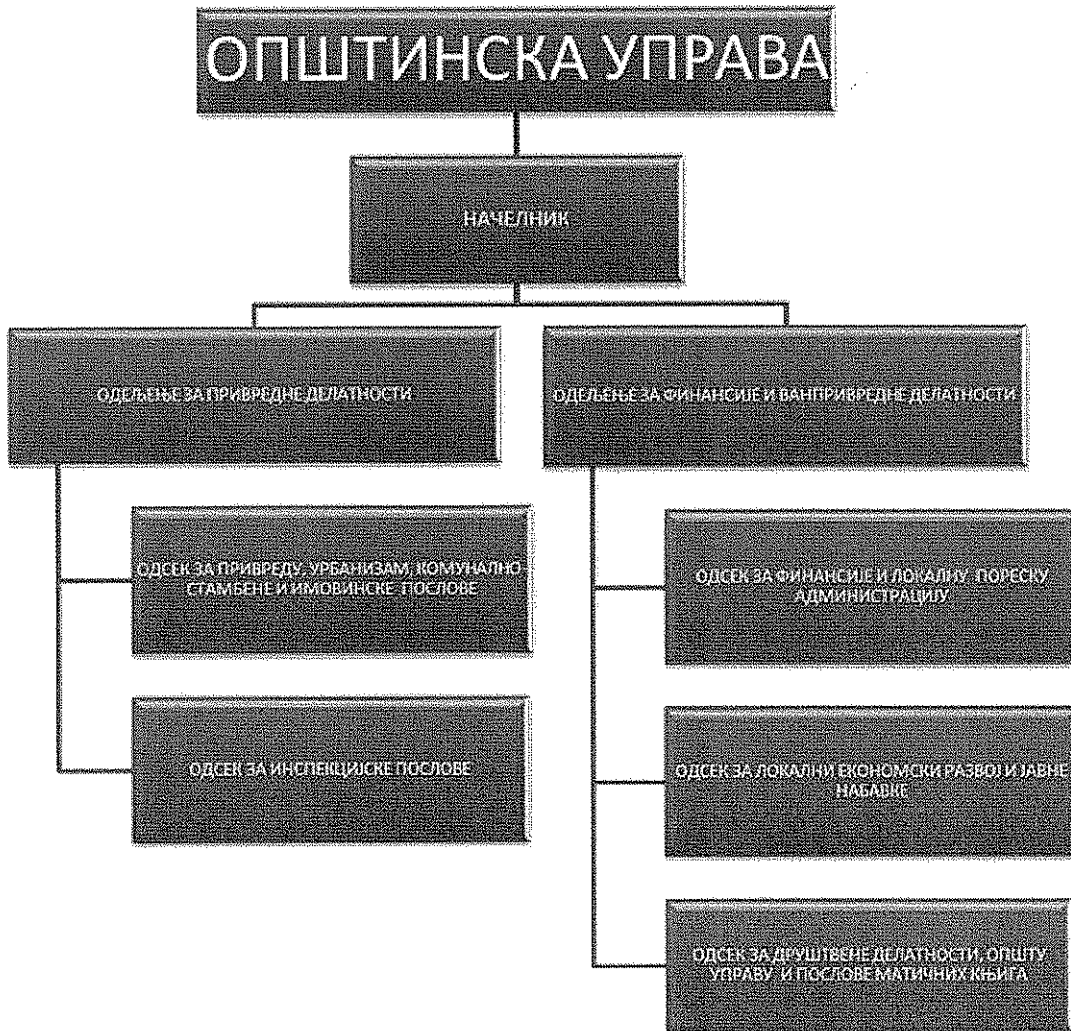 ОПШТИНСКА УПРАВА
НАЧЕЛНИК
ОДЕЉЕЊЕ ЗА ПРИВРЕДНЕ ДЕЛАТНОСТИ
ОДСЕК ЗА ПРИВРЕДУ, УРБАНИЗАМ, КОМУНАЛНО
СТАМБЕНЕ И ИМОВИНСКЕ ПОСЛОВЕ
ОДСЕК ЗА ИНСПЕКЦИЈСКЕ ПОСЛОВЕ
ОДЕЉЕЊЕ ЗА ФИНАНСИЈЕ И ВАНПРИВРЕДНЕ ДЕЛАТНОСТИ
ОДСЕК ЗА ФИНАНСИЈЕ И ЛОКАЛНУ ПОРЕСКУ
АДМИНИСТРАЦИЈУ
ОДСЕК ЗА ЛОКАЛНИ ЕКОНОМСКИ РАЗВОЈ И ЈАВНЕ
НАБАВКЕ
ОДСЕК ЗА ДРУШТВЕНЕ ДЕЛАТНОСТИ, ОПШТУ
УПРАВУ И ПОСЛОВЕ МАТИЧНИХ КЊИГА